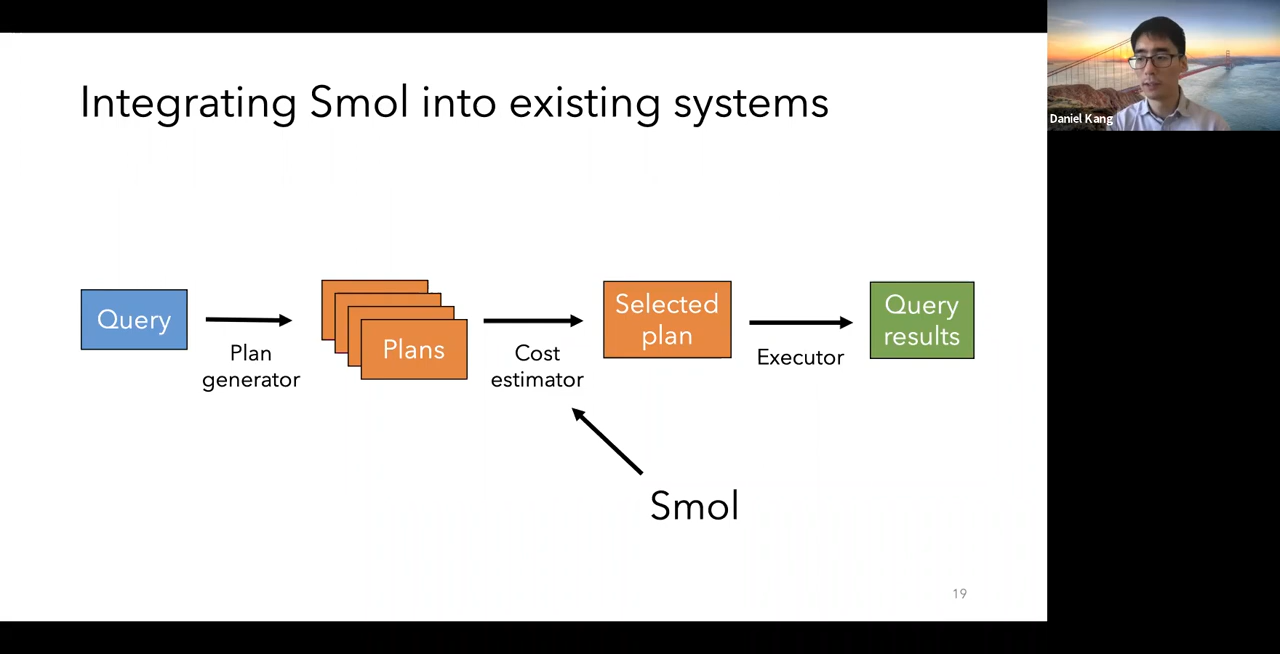 Integrating Smol into existing systems
Daniel Kang
Query
Plan
generator
Plans
Cost
estimator
Selected
plan
Executor
Query
results
Smol
19